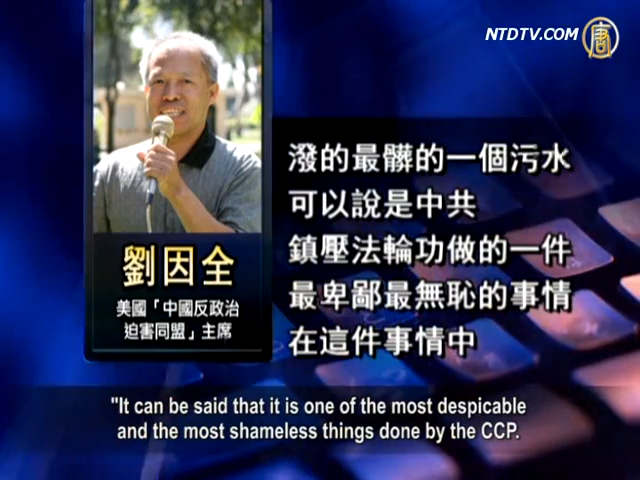 NTDTV.COM
唐
潑的最髒的一個污水
可以說是中共
鎮壓法輪功做的一件
最卑鄙最無恥的事情
在這件事情中
劉因全
美國「中國反政治
迫害同盟」主席
"It can be said that it is one of the most despicable
and the most shameless things done by the CCP.